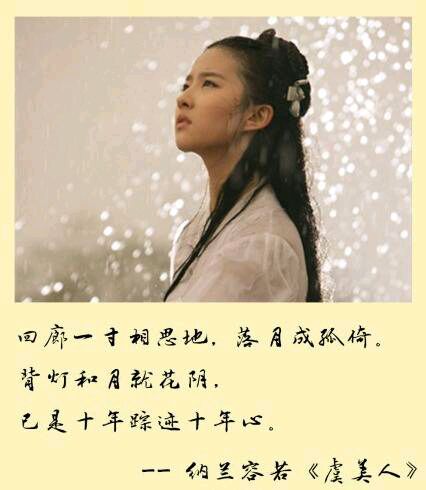 回廊一寸相思地，落月成孤倚。
背灯和月就花阴，
已是十年踪迹十年心。
-- 纳兰容若《虞美人》